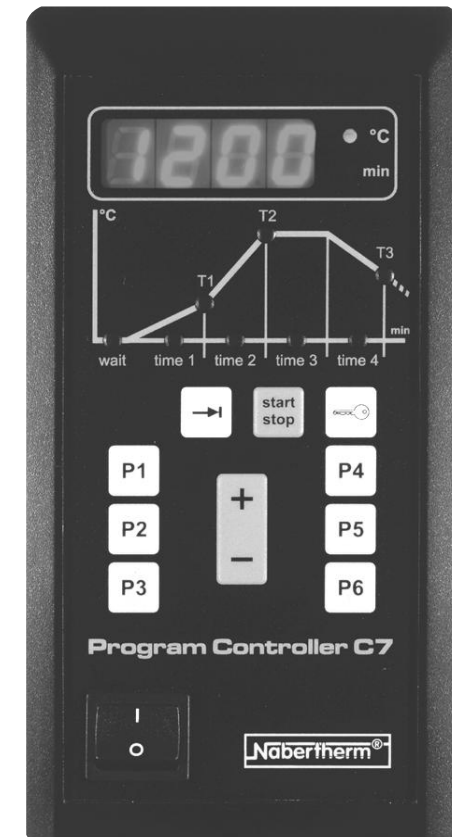 1200
°C
min
°C
T2
T1
T3
min
wait time 1 time 2 time 3 time 4
start
stop
P1
P4
+
P2
P5
−
P3
P6
Program Controller C7
I
O
Nabertherm®